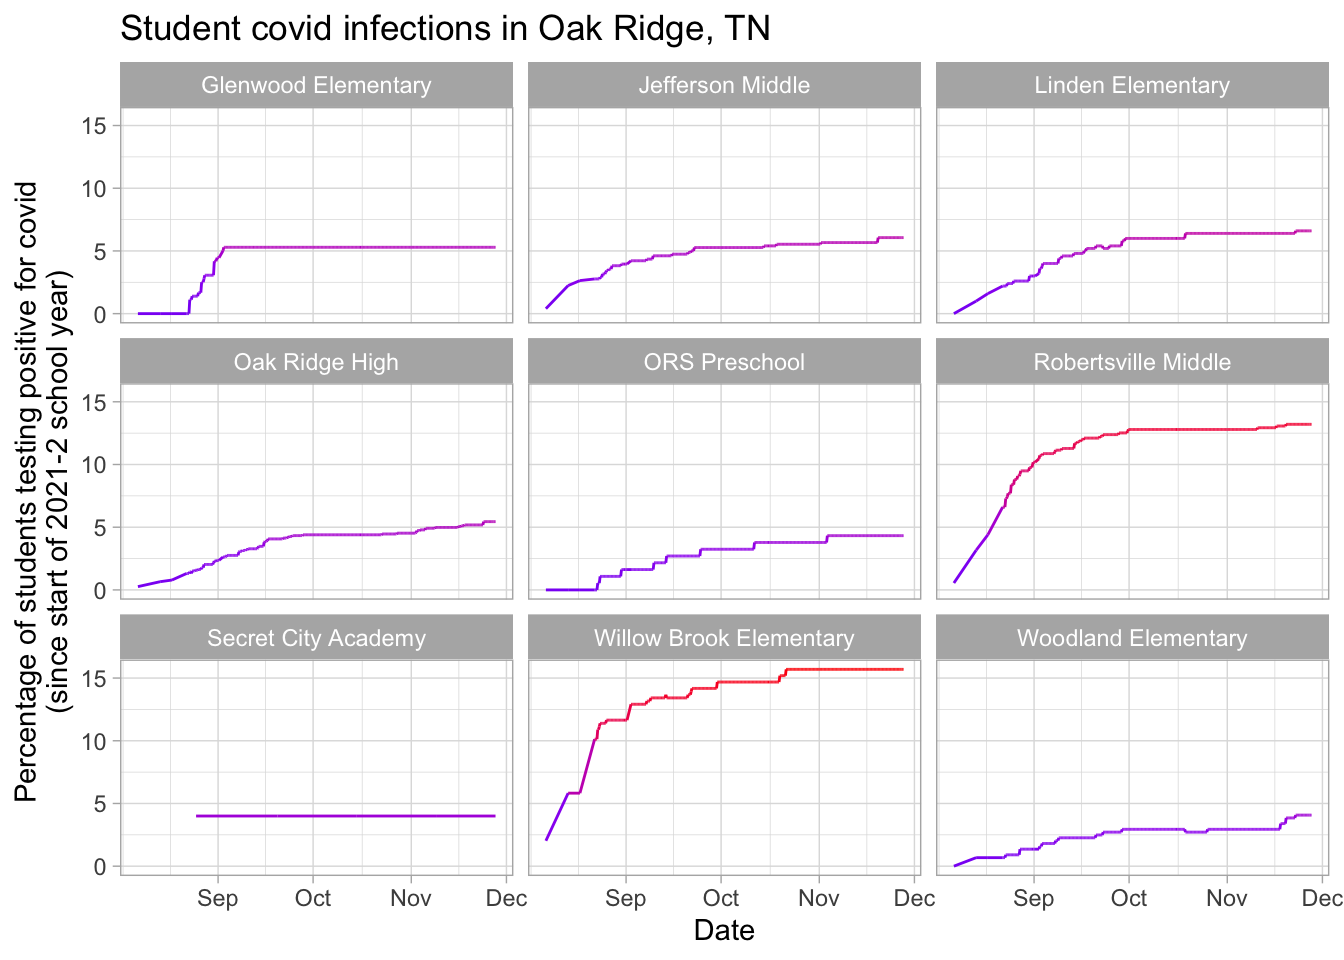 Student covid infections in Oak Ridge, TN
Percentage of students testing positive for covid
(since start of 2021-2 school year)
Glenwood Elementary
Jefferson Middle
Linden Elementary
15
10
5
0
Oak Ridge High
ORS Preschool
Robertsville Middle
15
10
5
0
Secret City Academy
Willow Brook Elementary
Woodland Elementary
15
10
5
0
Sep Oct Nov Dec
Sep Oct Nov Dec
Sep Oct Nov Dec
Date